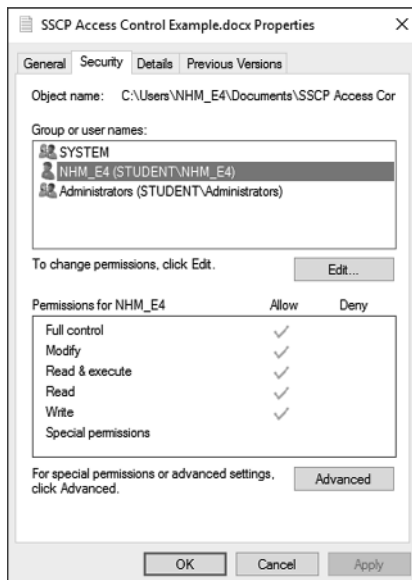 SSCP Access Control Example.docx Properties
General Security Details Previous Versions
Object name: C:\Users\NHM_E4\Documents\SSCP Access Cor
Group or user names:
SYSTEM
NHM_E4 (STUDENT\NHM_E4)
Administrators (STUDENT\Administrators)
To change permissions, click Edit. Edit...
Permissions for NHM_E4 Allow Deny
Full control
Modify
Read & execute
Read
Write
Special permissions
For special permissions or advanced settings, Advanced
click Advanced.
OK Cancel Apply